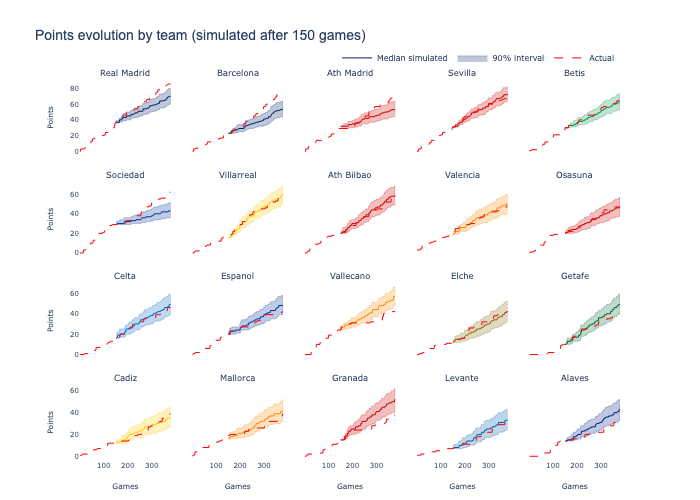 Points evolution by team (simulated after 150 games)
Median simulated 90% interval Actual
Real Madrid Barcelona Ath Madrid Sevilla Betis
80
60
40
20
0
Points
Sociedad Villarreal Ath Bilbao Valencia Osasuna
60
40
20
0
Points
Celta Espanol Vallecano Elche Getafe
60
40
20
0
Points
Cadiz Mallorca Granada Levante Alaves
60
40
20
0
Points
100 200 300 100 200 300 100 200 300 100 200 300 100 200 300
Games Games Games Games Games